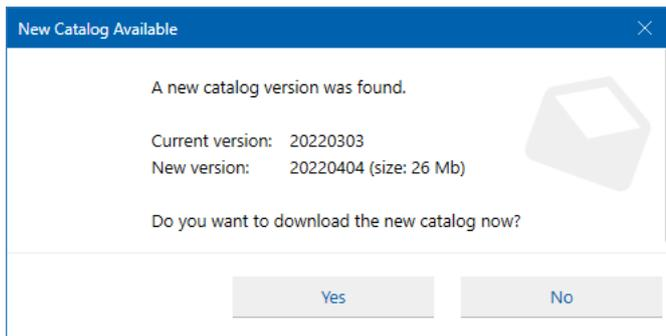 New Catalog Available
A new catalog version was found.
Current version: 20220303
New version: 20220404 (size: 26 Mb)
Do you want to download the new catalog now?
Yes No